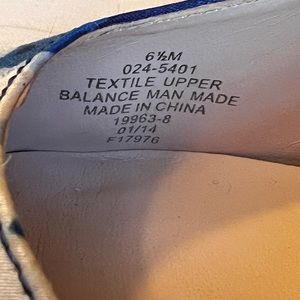 6½M
024-5401
TEXTILE UPPER
BALANCE MAN MADE
MADE IN CHINA
19963-8
01/14
F17976